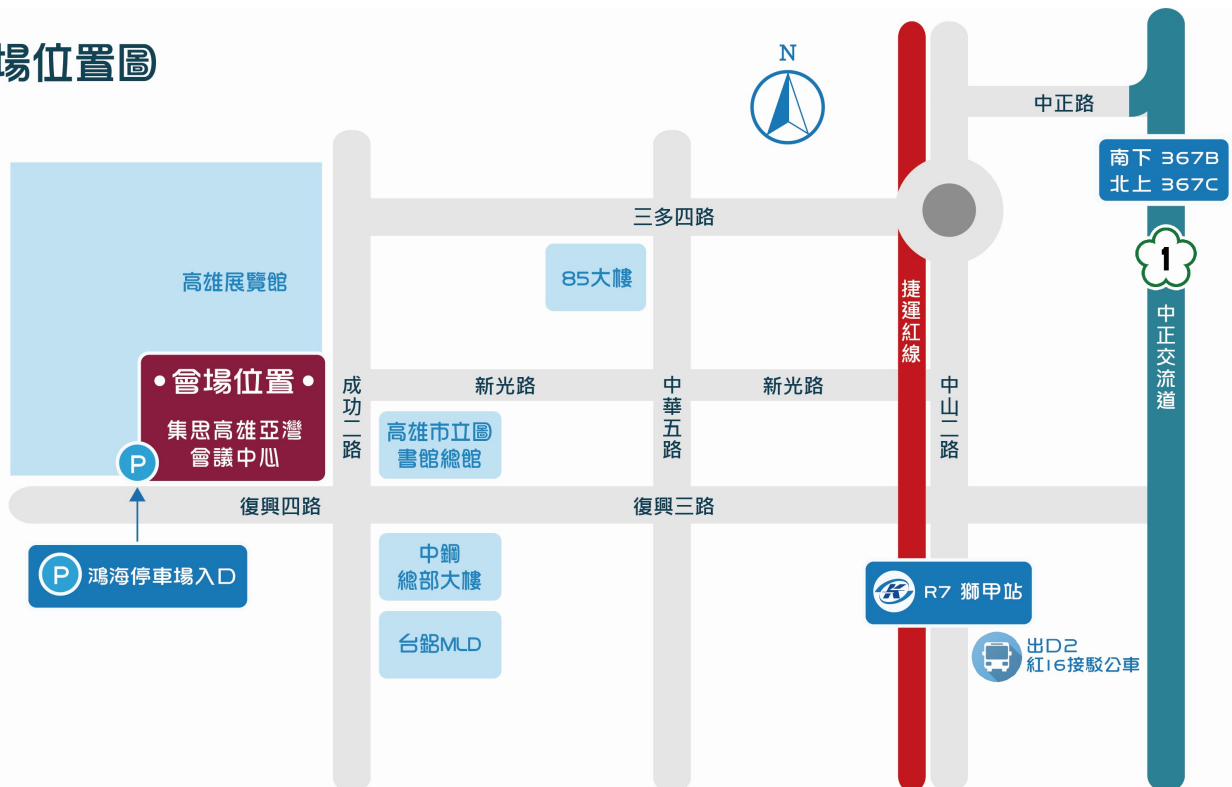 場位置圖
N
中正路
南下 367B
北上 367C
三多四路
1
高雄展覽館
85大樓
捷運紅線
中正交流道
• 會場位置 •
集思高雄亞灣
會議中心
P
成功二路
新光路
中華五路
新光路
中山二路
高雄市立圖
書館總館
復興四路
復興三路
P 鴻海停車場入口
中鋼
總部大樓
K R7 獅甲站
台鋁MLD
出口2
紅16接駁公車